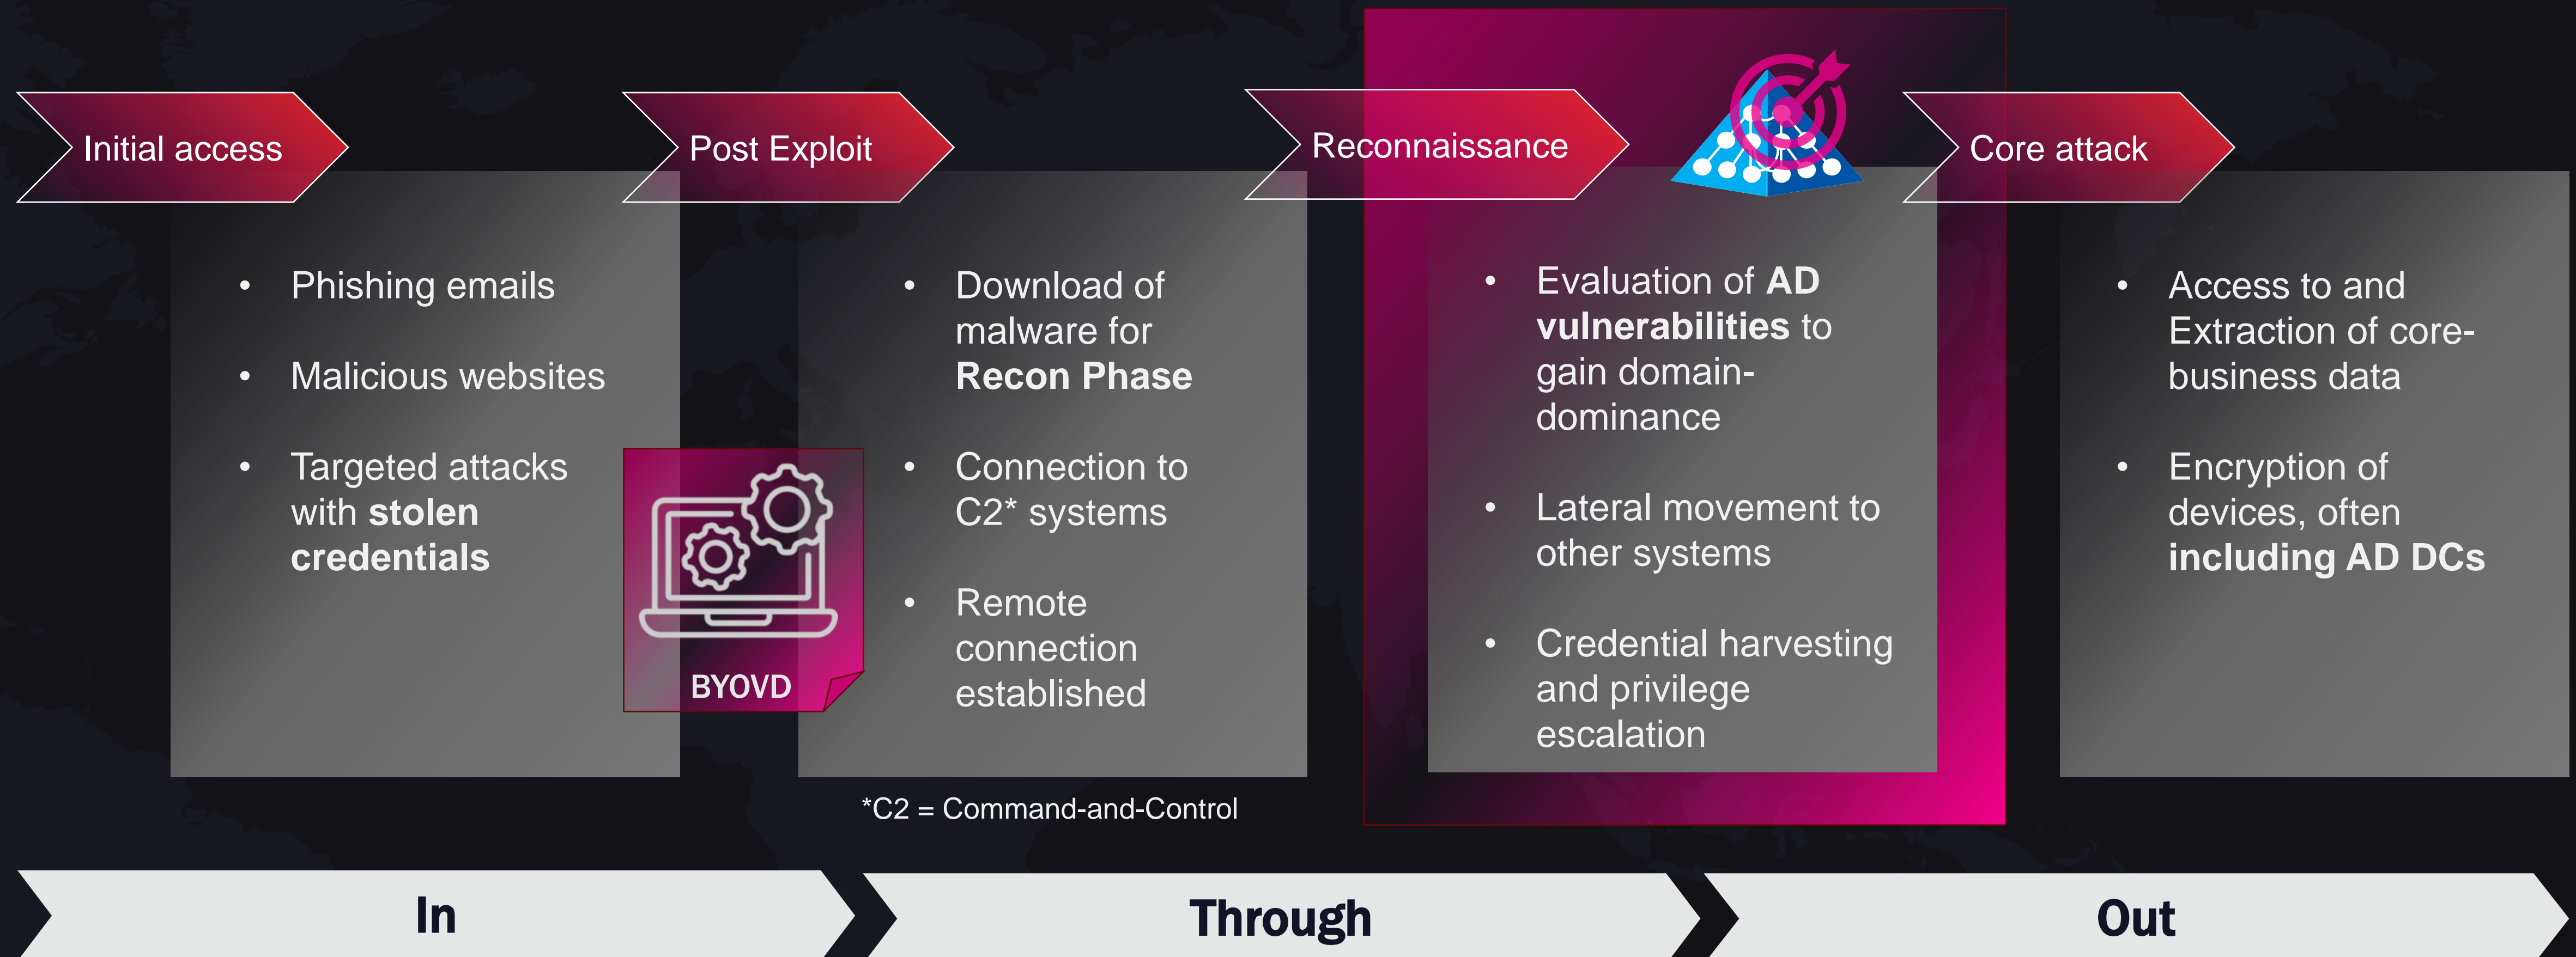 Initial access
• Phishing emails
• Malicious websites
• Targeted attacks
with stolen
credentials
BYOVD
Post Exploit
• Download of
malware for
Recon Phase
• Connection to
C2* systems
• Remote
connection
established
*C2 = Command-and-Control
Reconnaissance
• Evaluation of AD
vulnerabilities to
gain domain-
dominance
• Lateral movement to
other systems
• Credential harvesting
and privilege
escalation
Core attack
• Access to and
Extraction of core-
business data
• Encryption of
devices, often
including AD DCs
In
Through
Out